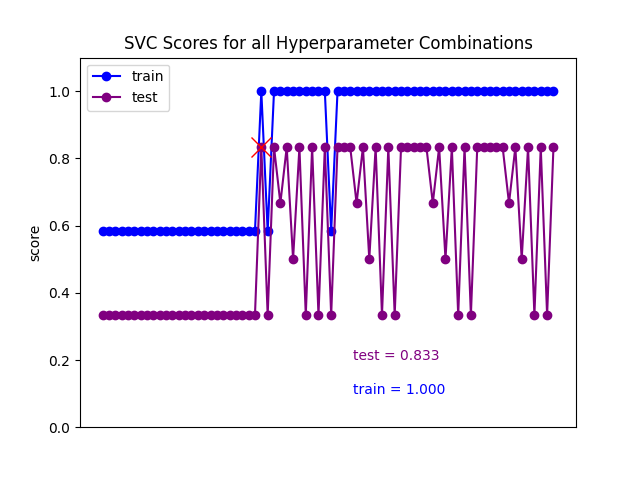 SVC Scores for all Hyperparameter Combinations
train
test
1.0
0.8
0.6
0.4
0.2
0.0
score
test = 0.833
train = 1.000